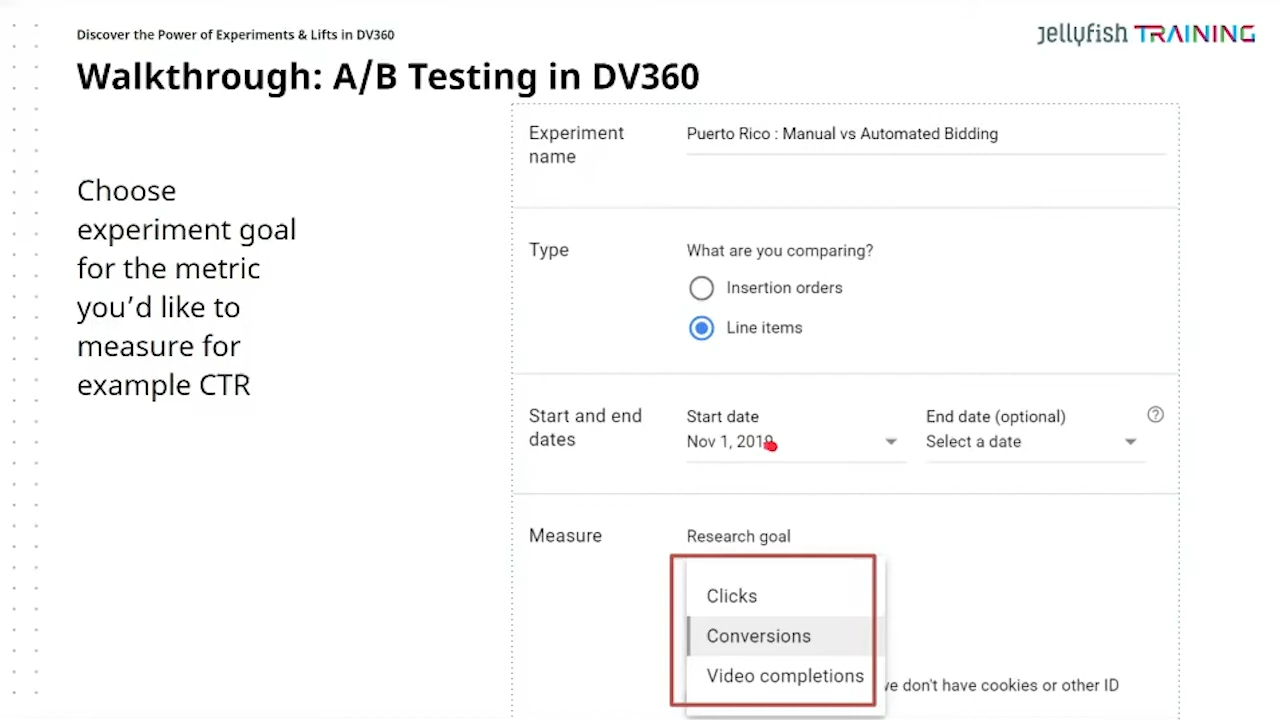 Discover the Power of Experiments & Lifts in DV360
jellyfish TRAINING
Walkthrough: A/B Testing in DV360
Choose
experiment goal
for the metric
you'd like to
measure for
example CTR
Experiment
name
Puerto Rico : Manual vs Automated Bidding
Type
What are you comparing?
Insertion orders
Line items
Start and end
dates
Start date
Nov 1, 2019
End date (optional)
Select a date
Measure
Research goal
Clicks
Conversions
Video completions
ve don't have cookies or other ID